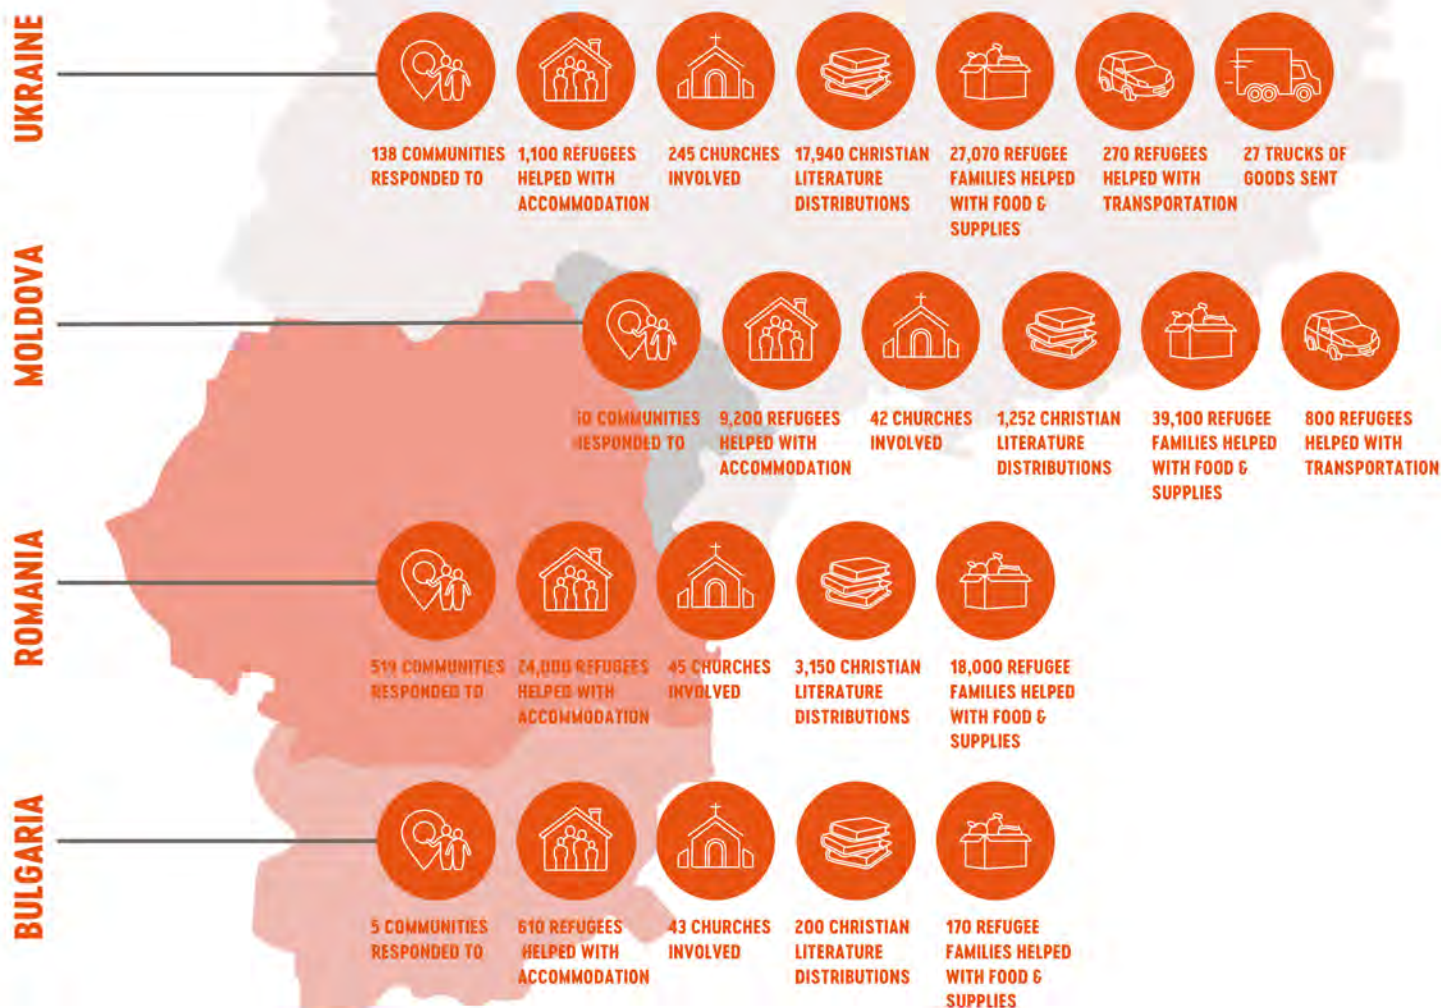 UKRAINE
138 COMMUNITIES
RESPONDED TO
1,100 REFUGEES
HELPED WITH
ACCOMMODATION
245 CHURCHES
INVOLVED
17,940 CHRISTIAN
LITERATURE
DISTRIBUTIONS
27,070 REFUGEE
FAMILIES HELPED
WITH FOOD &
SUPPLIES
270 REFUGEES
HELPED WITH
TRANSPORTATION
27 TRUCKS OF
GOODS SENT
MOLDOVA
COMMUNITIES
RESPONDED TO
9,200 REFUGEES
HELPED WITH
ACCOMMODATION
42 CHURCHES
INVOLVED
1,252 CHRISTIAN
LITERATURE
DISTRIBUTIONS
39,100 REFUGEE
FAMILIES HELPED
WITH FOOD &
SUPPLIES
800 REFUGEES
HELPED WITH
TRANSPORTATION
ROMANIA
519 COMMUNITIES
RESPONDED TO
REFUGEES
HELPED WITH
ACCOMMODATION
45 CHURCHES
INVOLVED
3,150 CHRISTIAN
LITERATURE
DISTRIBUTIONS
18,000 REFUGEE
FAMILIES HELPED
WITH FOOD &
SUPPLIES
BULGARIA
5 COMMUNITIES
RESPONDED TO
610 REFUGEES
HELPED WITH
ACCOMMODATION
43 CHURCHES
INVOLVED
200 CHRISTIAN
LITERATURE
DISTRIBUTIONS
170 REFUGEE
FAMILIES HELPED
WITH FOOD &
SUPPLIES